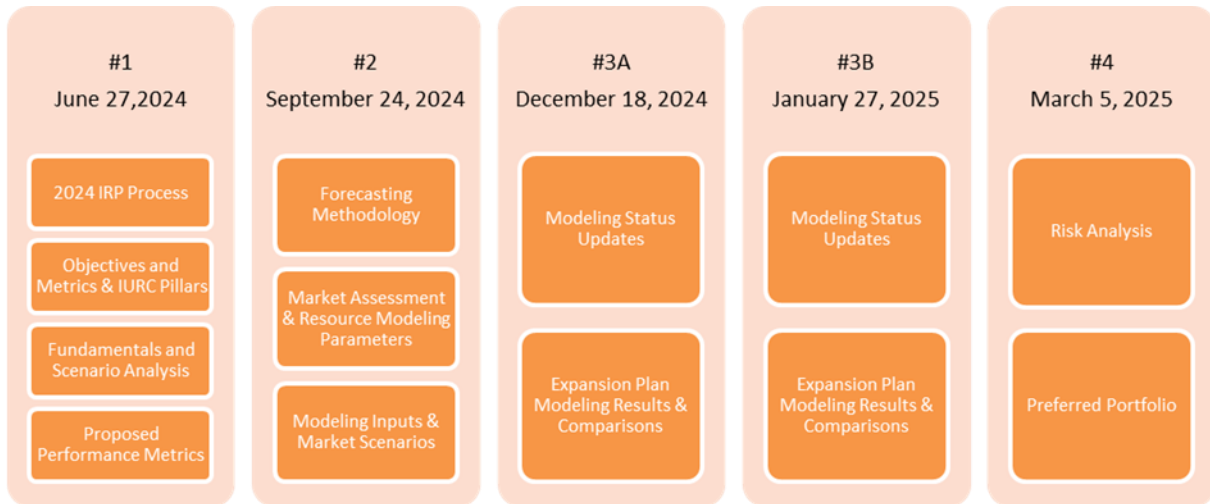 #1
June 27,2024
2024 IRP Process
Objectives and
Metrics & IURC Pillars
Fundamentals and
Scenario Analysis
Proposed
Performance Metrics
#2
September 24, 2024
Forecasting
Methodology
Market Assessment
& Resource Modeling
Parameters
Modeling Inputs &
Market Scenarios
#3A
December 18, 2024
Modeling Status
Updates
Expansion Plan
Modeling Results &
Comparisons
#3B
January 27, 2025
Modeling Status
Updates
Expansion Plan
Modeling Results &
Comparisons
#4
March 5, 2025
Risk Analysis
Preferred Portfolio